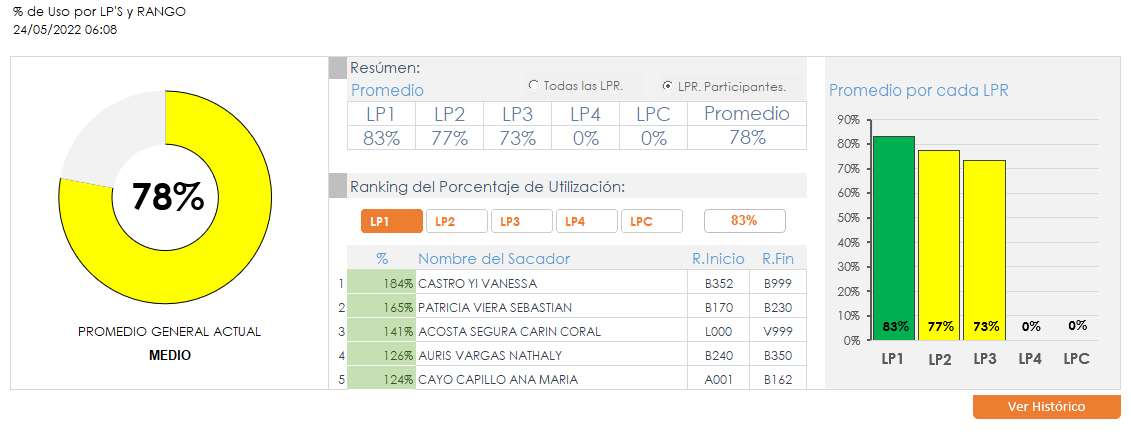 % de Uso por LP'S y RANGO
24/05/2022 06:08
78%
PROMEDIO GENERAL ACTUAL
MEDIO
Resúmen:
Promedio
Todas las LPR.
LPR. Participantes.
LP1 LP2 LP3 LP4 LPC Promedio
83% 77% 73% 0% 0% 78%
Ranking del Porcentaje de Utilización:
LP1 LP2 LP3 LP4 LPC 83%
% Nombre del Sacador R.Inicio R.Fin
1 184% CASTRO YI VANESSA B352 B999
2 165% PATRICIA VIERA SEBASTIAN B170 B230
3 141% ACOSTA SEGURA CARIN CORAL L000 V999
4 126% AURIS VARGAS NATHALY B240 B350
5 124% CAYO CAPILLO ANA MARIA A001 B162
Promedio por cada LPR
90%
80%
70%
60%
50%
40%
30%
20%
10%
0%
83% 77% 73% 0% 0%
LP1 LP2 LP3 LP4 LPC
Ver Histórico